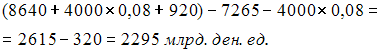 (8640 + 4000 × 0,08 + 920) − 7265 − 4000 × 0,08 =
= 2615 − 320 = 2295 млрд. ден. ед.